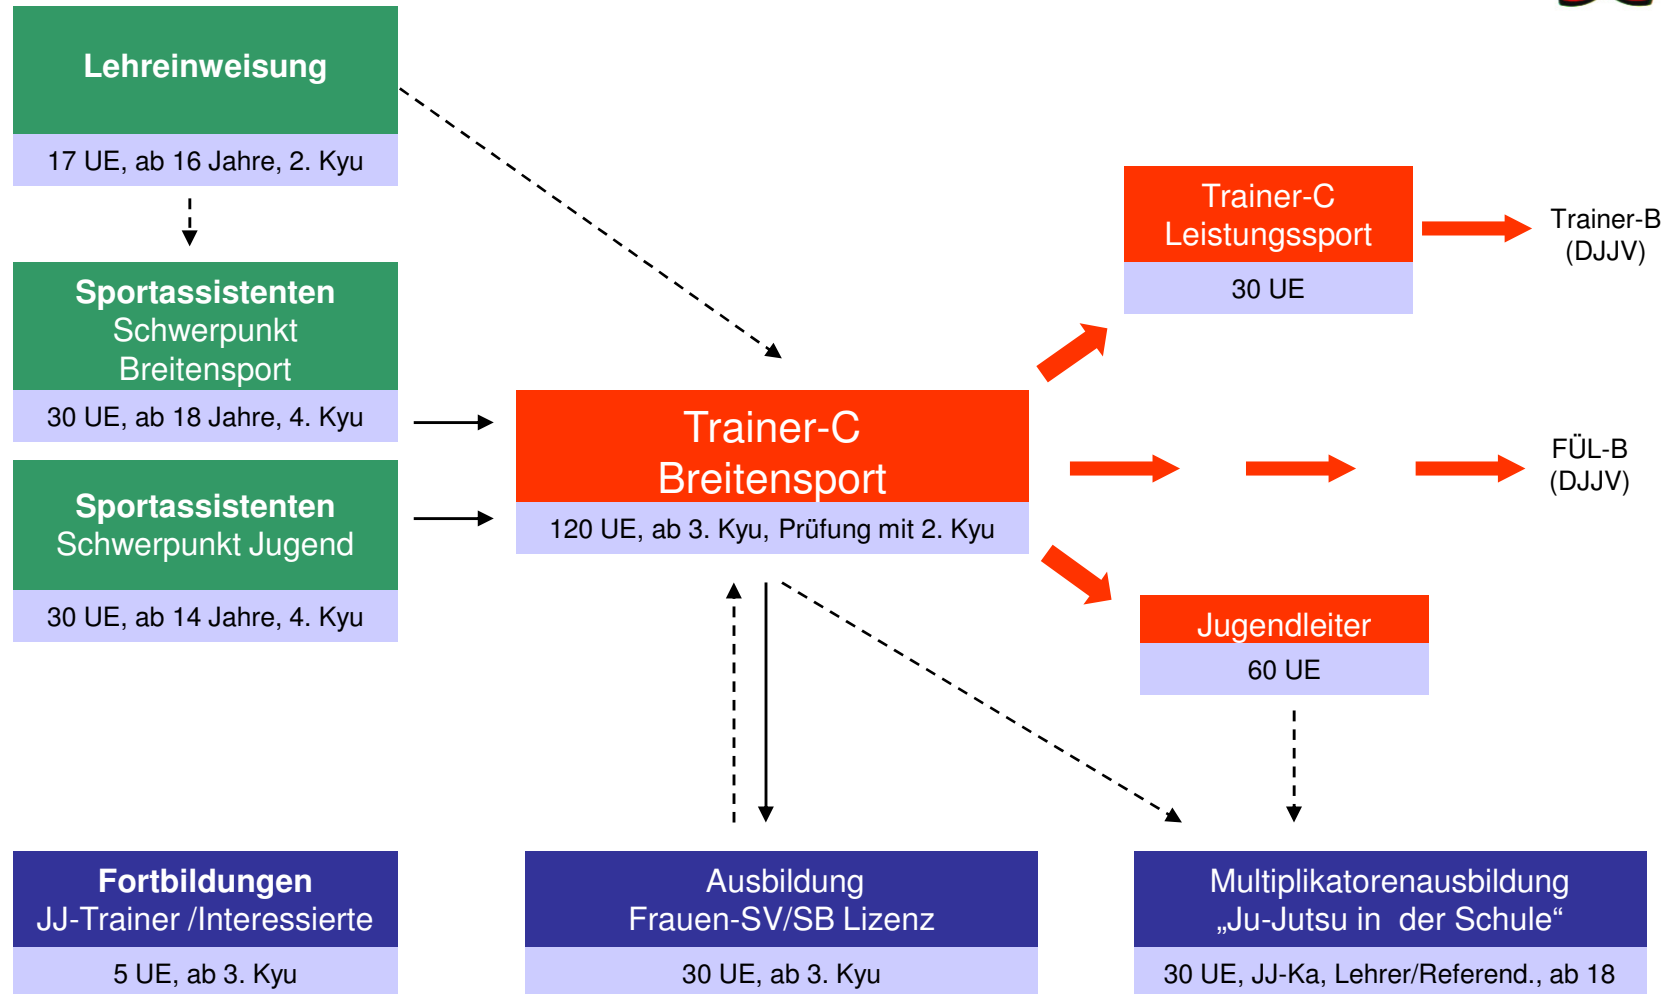 Lehreinweisung
17 UE, ab 16 Jahre, 2. Kyu
Sportassistenten
Schwerpunkt
Breitensport
30 UE, ab 18 Jahre, 4. Kyu
Sportassistenten
Schwerpunkt Jugend
30 UE, ab 14 Jahre, 4. Kyu
Trainer-C
Breitensport
120 UE, ab 3. Kyu, Prüfung mit 2. Kyu
Trainer-C
Leistungssport
30 UE
Trainer-B
(DJJV)
FÜL-B
(DJJV)
Jugendleiter
60 UE
Fortbildungen
JJ-Trainer /Interessierte
5 UE, ab 3. Kyu
Ausbildung
Frauen-SV/SB Lizenz
30 UE, ab 3. Kyu
Multiplikatorenausbildung
„Ju-Jutsu in der Schule“
30 UE, JJ-Ka, Lehrer/Referend., ab 18